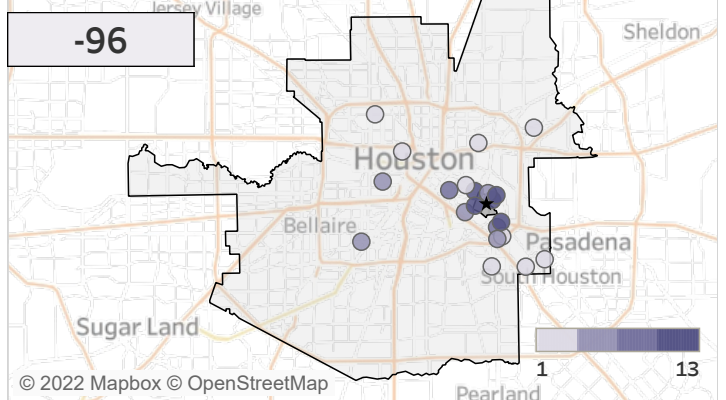 Jersey Village
-96
Sheldon
Houston
Bellaire
Pasadena
South Houston
Sugar Land
1
13
© 2022 Mapbox © OpenStreetMap
Pearland